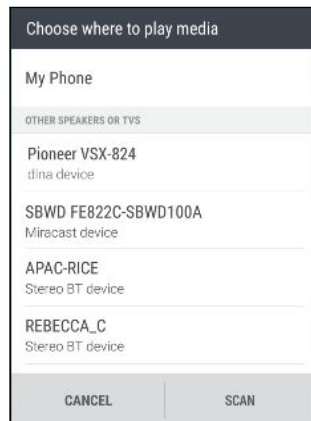 Choose where to play media
My Phone
OTHER SPEAKERS OR TVS
Pioneer VSX-824
dlna device
SBWD FE822C-SBWD100A
Miracast device
APAC-RICE
Stereo BT device
REBECCA_C
Stereo BT device
CANCEL SCAN